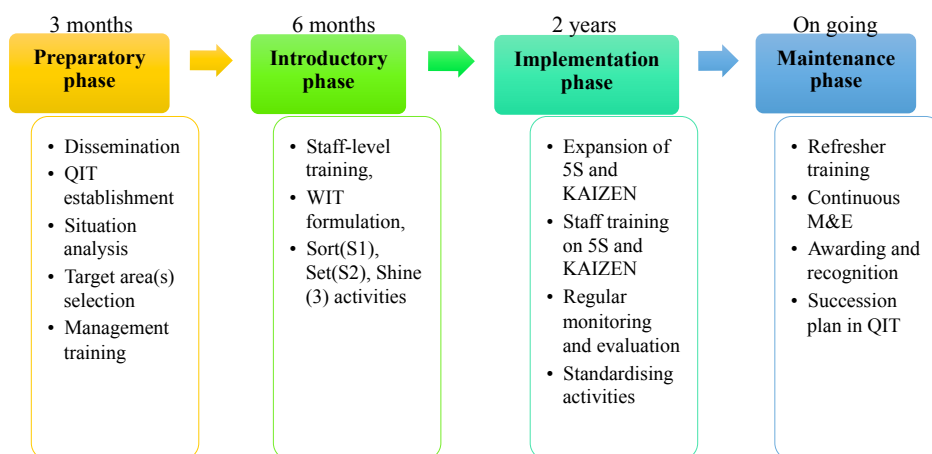 3 months
Preparatory
phase
• Dissemination
• QIT
establishment
• Situation
analysis
• Target area(s)
selection
• Management
training
6 months
Introductory
phase
• Staff-level
training,
• WIT
formulation,
• Sort(S1),
Set(S2), Shine
(3) activities
2 years
Implementation
phase
• Expansion of
5S and
KAIZEN
• Staff training
on 5S and
KAIZEN
• Regular
monitoring
and evaluation
• Standardising
activities
On going
Maintenance
phase
• Refresher
training
• Continuous
M&E
• Awarding and
recognition
• Succession
plan in QIT